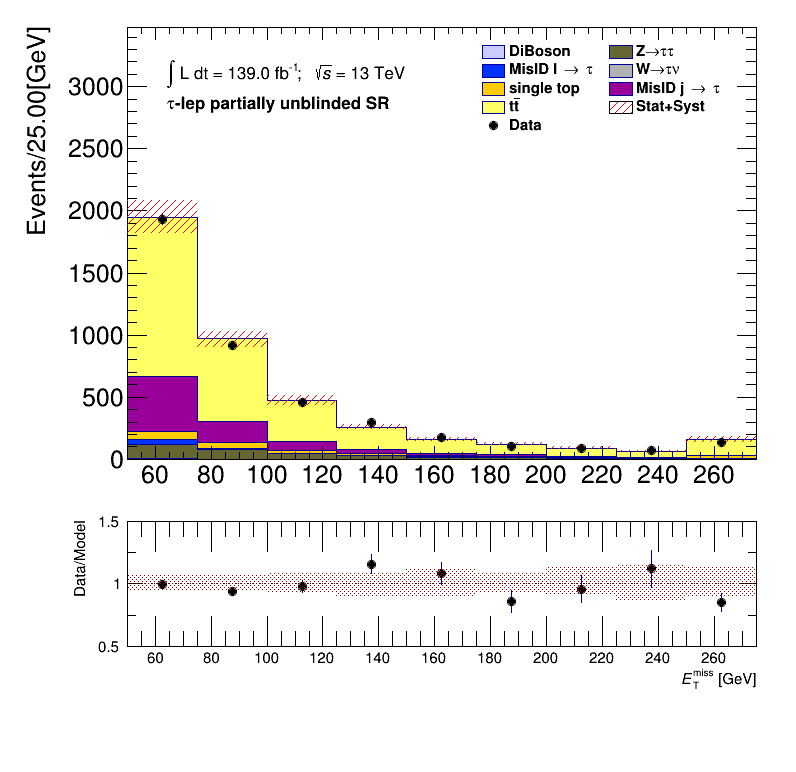 Events/25.00[GeV]
3000
2500
2000
1500
1000
500
0
∫ L dt = 139.0 fb⁻¹; √s = 13 TeV
τ-lep partially unblinded SR
DiBoson
MisID l → τ
single top
tt̄
Data
Z→ττ
W→τν
MisID j → τ
Stat+Syst
60 80 100 120 140 160 180 200 220 240 260
Data/Model
1.5
1
0.5
60 80 100 120 140 160 180 200 220 240 260
E_T^miss [GeV]